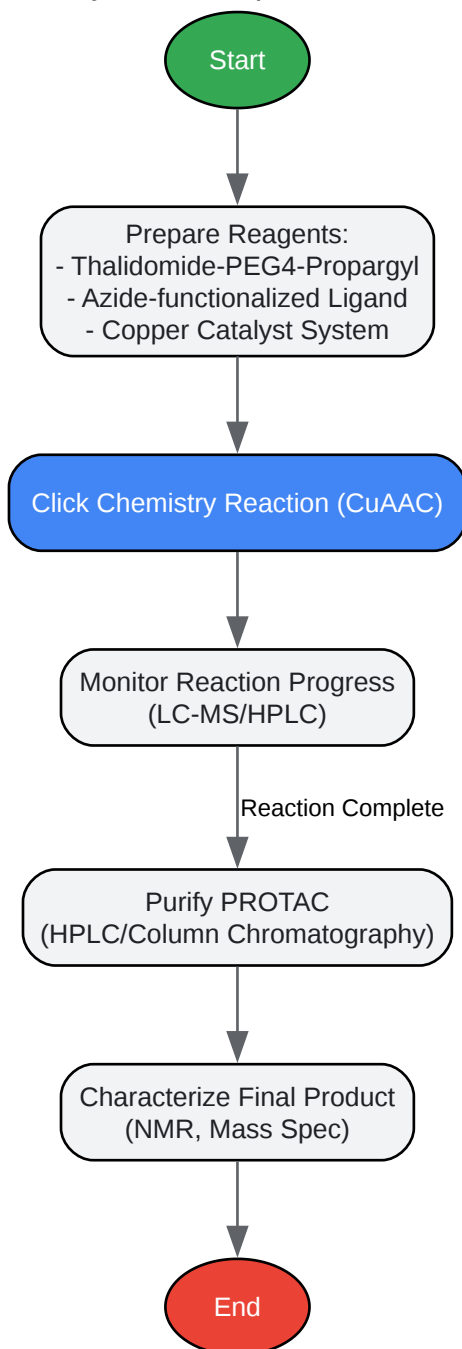 Start
Prepare Reagents:
- Thalidomide-PEG4-Propargyl
- Azide-functionalized Ligand
- Copper Catalyst System
Click Chemistry Reaction (CuAAC)
Monitor Reaction Progress
(LC-MS/HPLC)
Reaction Complete
Purify PROTAC
(HPLC/Column Chromatography)
Characterize Final Product
(NMR, Mass Spec)
End